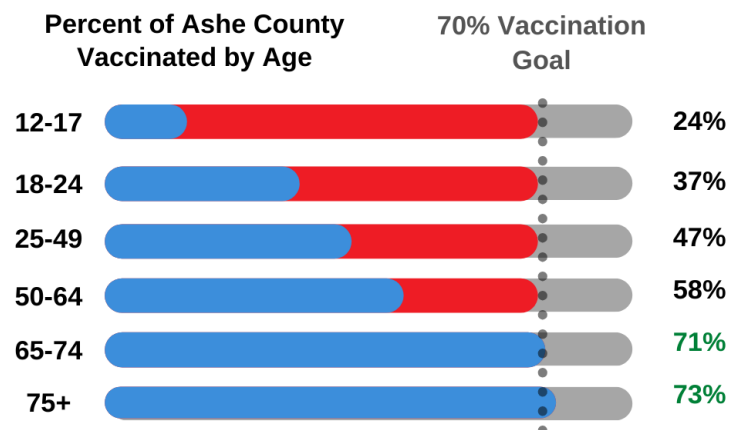 Percent of Ashe County
Vaccinated by Age
70% Vaccination
Goal
12-17 24%
18-24 37%
25-49 47%
50-64 58%
65-74 71%
75+ 73%